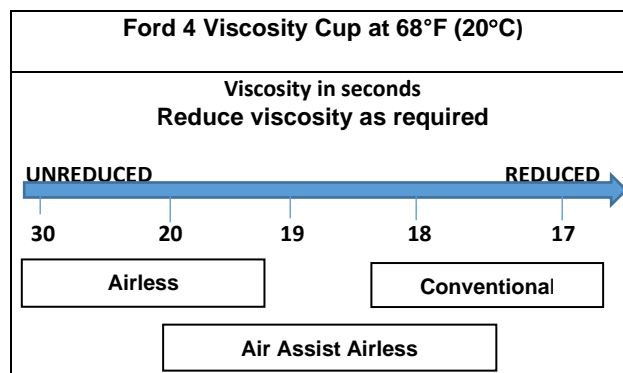 Ford 4 Viscosity Cup at 68°F (20°C)
Viscosity in seconds
Reduce viscosity as required
UNREDUCED REDUCED
30 20 19 18 17
Airless Conventional
Air Assist Airless